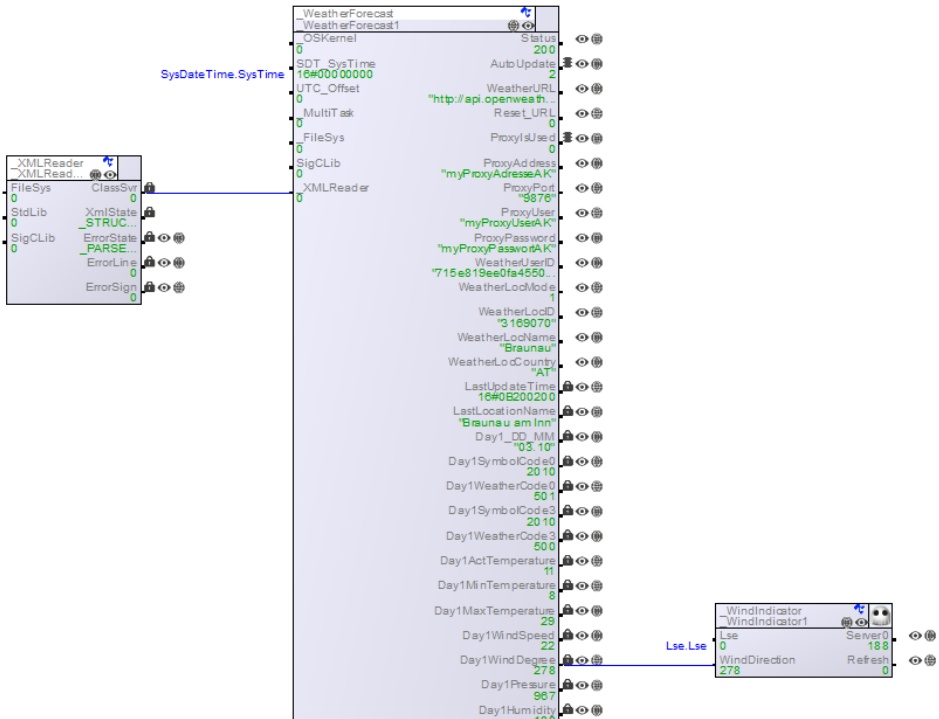 _WeatherForecast
_WeatherForecast1
_OSKernel
0
Status
200
SysDateTime.SysTime
SDT_SysTime
16#00000000
AutoUpdate
2
UTC_Offset
0
WeatherURL
"http://api.openweath...
_MultiTask
0
Reset_URL
0
_FileSys
0
ProxyIsUsed
0
SigCLib
0
ProxyAddress
"myProxyAdresseAK"
_XMLReader
0
ProxyPort
"9876"
ProxyUser
"myProxyUserAK"
ProxyPassword
"myProxyPasswortAK"
WeatherUserID
"715e819ee0fa4550...
WeatherLocMode
1
WeatherLocID
"3169070"
WeatherLocName
"Braunau"
WeatherLocCountry
"AT"
LastUpdateTime
16#0B200200
LastLocationName
"Braunau am Inn"
Day1_DD_MM
"03.10"
Day1SymbolCode0
2010
Day1WeatherCode0
501
Day1SymbolCode3
2010
Day1WeatherCode3
500
Day1ActTemperature
11
Day1MinTemperature
8
Day1MaxTemperature
29
Day1WindSpeed
22
Day1WindDegree
278
Day1Pressure
967
Day1Humidity
_XMLReader
_XMLRead...
FileSys
0
ClassSvr
0
StdLib
0
XmlState
_STRUC...
SigCLib
0
ErrorState
_PARSE...
ErrorLine
0
ErrorSign
0
_WindIndicator
_WindIndicator1
Lse.Lse
Lse
0
Server0
188
WindDirection
278
Refresh
0